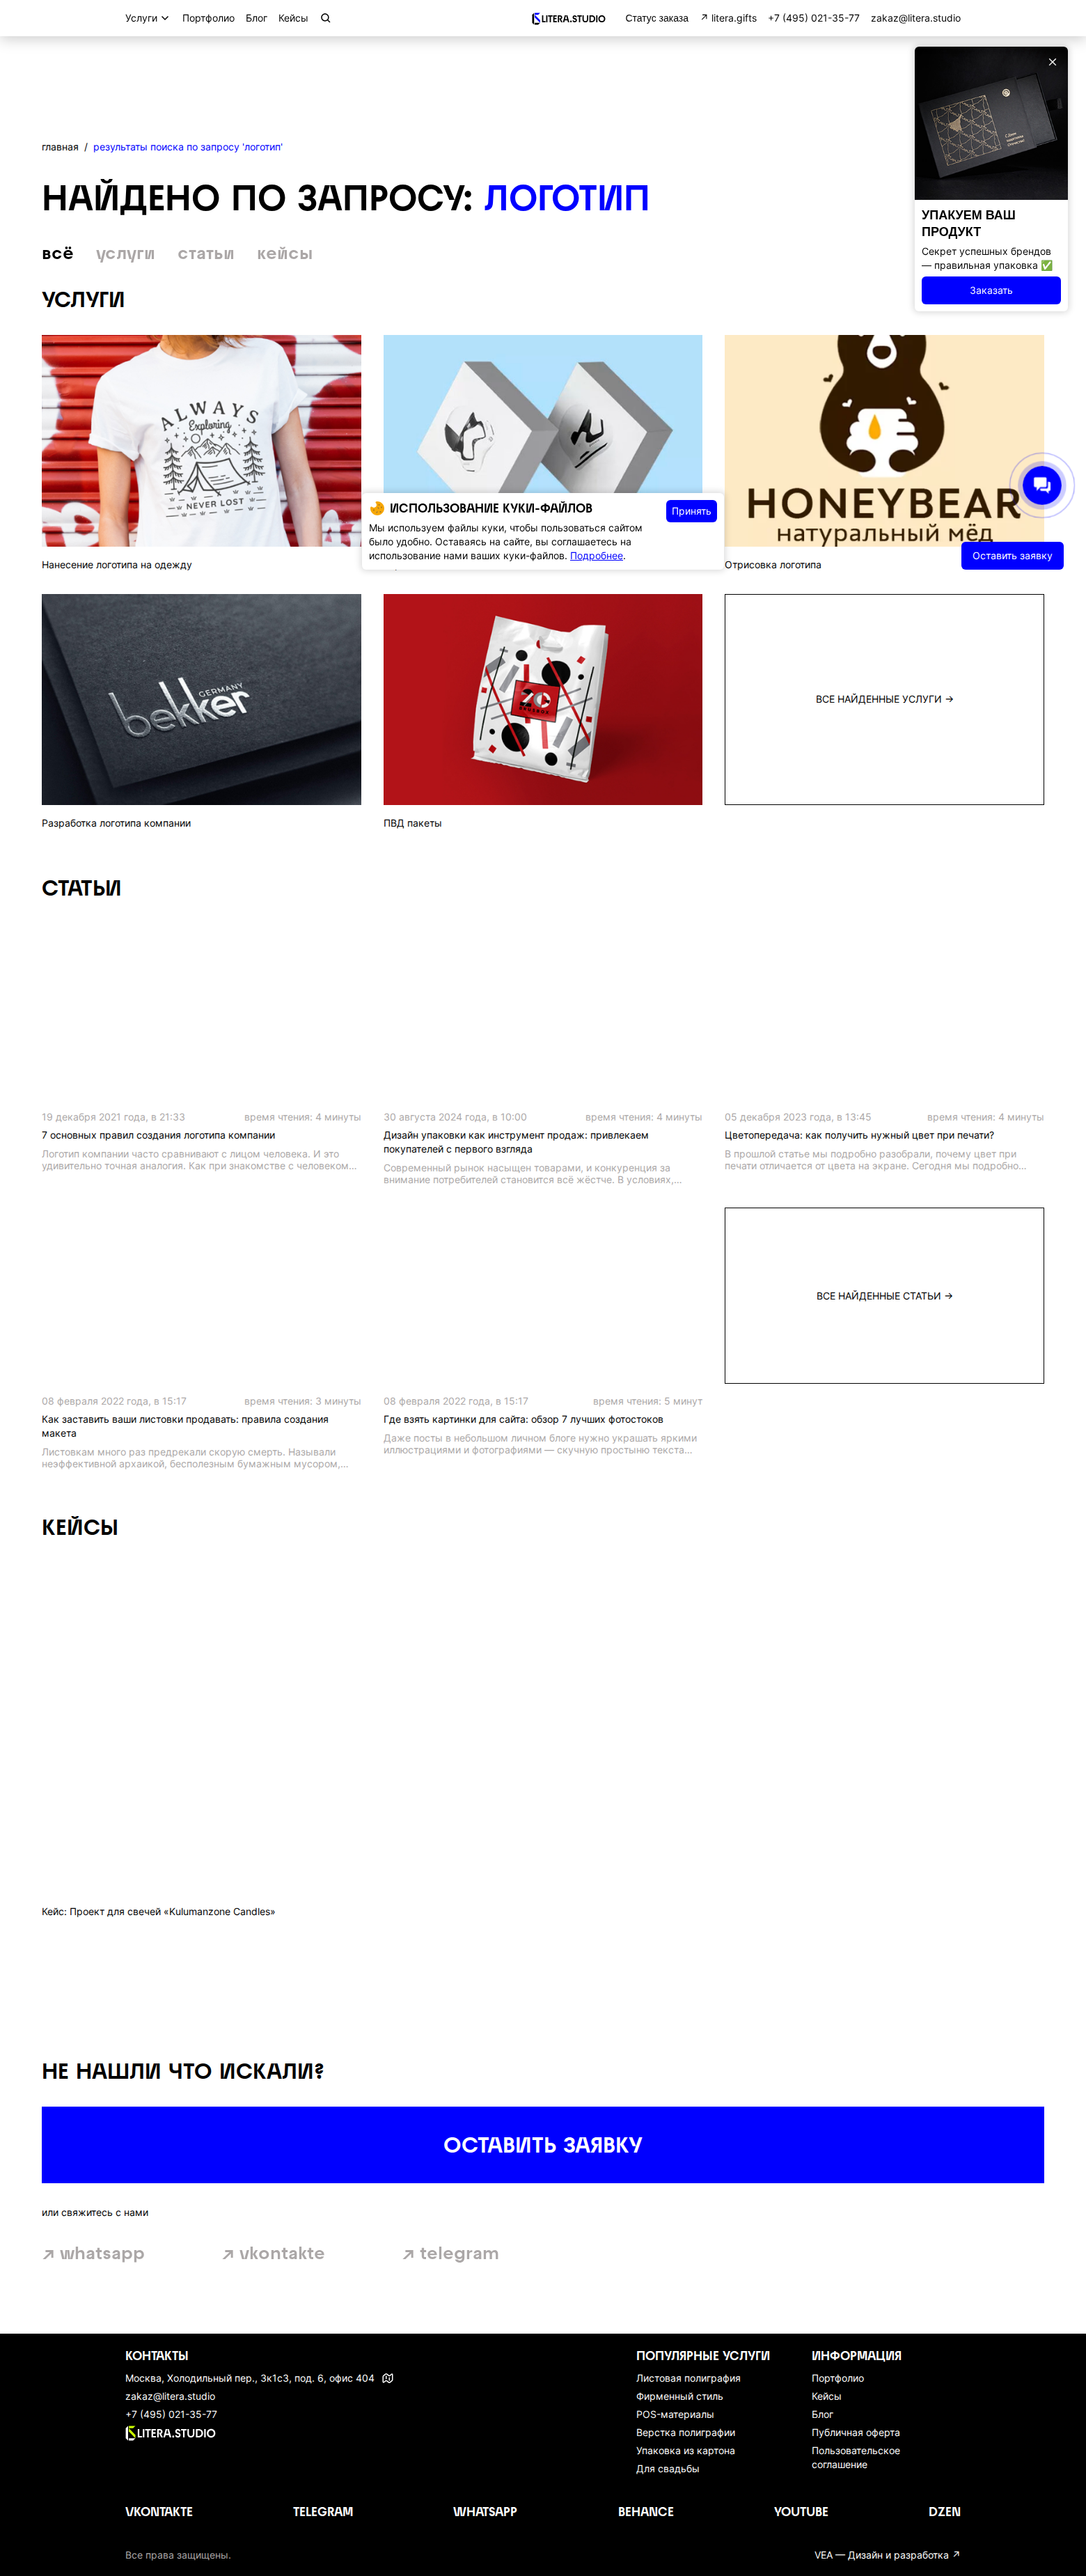 Услуги Портфолио Блог Кейсы LITERA.STUDIO Статус заказа ↗ litera.gifts +7 (495) 021-35-77 zakaz@litera.studio
главная / результаты поиска по запросу 'логотип'
НАЙДЕНО ПО ЗАПРОСУ: ЛОГОТИП
всё услуги статьи кейсы
УПАКУЕМ ВАШ
ПРОДУКТ
Секрет успешных брендов
— правильная упаковка ✅
Заказать
УСЛУГИ
ALWAYS
Exploring
NEVER LOST
HONEYBEAR
натуральный мёд
ИСПОЛЬЗОВАНИЕ КУКИ-ФАЙЛОВ
Принять
Мы используем файлы куки, чтобы пользоваться сайтом
было удобно. Оставаясь на сайте, вы соглашаетесь на
использование нами ваших куки-файлов. Подробнее.
Оставить заявку
Нанесение логотипа на одежду
Отрисовка логотипа
bekker
GERMANY
ВСЕ НАЙДЕННЫЕ УСЛУГИ →
Разработка логотипа компании
ПВД пакеты
СТАТЬИ
19 декабря 2021 года, в 21:33 время чтения: 4 минуты
7 основных правил создания логотипа компании
Логотип компании часто сравнивают с лицом человека. И это
удивительно точная аналогия. Как при знакомстве с человеком...
30 августа 2024 года, в 10:00 время чтения: 4 минуты
Дизайн упаковки как инструмент продаж: привлекаем
покупателей с первого взгляда
Современный рынок насыщен товарами, и конкуренция за
внимание потребителей становится всё жёстче. В условиях,...
05 декабря 2023 года, в 13:45 время чтения: 4 минуты
Цветопередача: как получить нужный цвет при печати?
В прошлой статье мы подробно разобрали, почему цвет при
печати отличается от цвета на экране. Сегодня мы подробно...
ВСЕ НАЙДЕННЫЕ СТАТЬИ →
08 февраля 2022 года, в 15:17 время чтения: 3 минуты
Как заставить ваши листовки продавать: правила создания
макета
Листовкам много раз предрекали скорую смерть. Называли
неэффективной архаикой, бесполезным бумажным мусором,...
08 февраля 2022 года, в 15:17 время чтения: 5 минут
Где взять картинки для сайта: обзор 7 лучших фотостоков
Даже посты в небольшом личном блоге нужно украшать яркими
иллюстрациями и фотографиями — скучную простыню текста...
КЕЙСЫ
Кейс: Проект для свечей «Kulumanzone Candles»
НЕ НАШЛИ ЧТО ИСКАЛИ?
ОСТАВИТЬ ЗАЯВКУ
или свяжитесь с нами
↗ whatsapp ↗ vkontakte ↗ telegram
КОНТАКТЫ
Москва, Холодильный пер., 3к1с3, под. 6, офис 404
zakaz@litera.studio
+7 (495) 021-35-77
LITERA.STUDIO
ПОПУЛЯРНЫЕ УСЛУГИ
Листовая полиграфия
Фирменный стиль
POS-материалы
Верстка полиграфии
Упаковка из картона
Для свадьбы
ИНФОРМАЦИЯ
Портфолио
Кейсы
Блог
Публичная оферта
Пользовательское
соглашение
VKONTAKTE TELEGRAM WHATSAPP BEHANCE YOUTUBE DZEN
Все права защищены.
VEA — Дизайн и разработка ↗